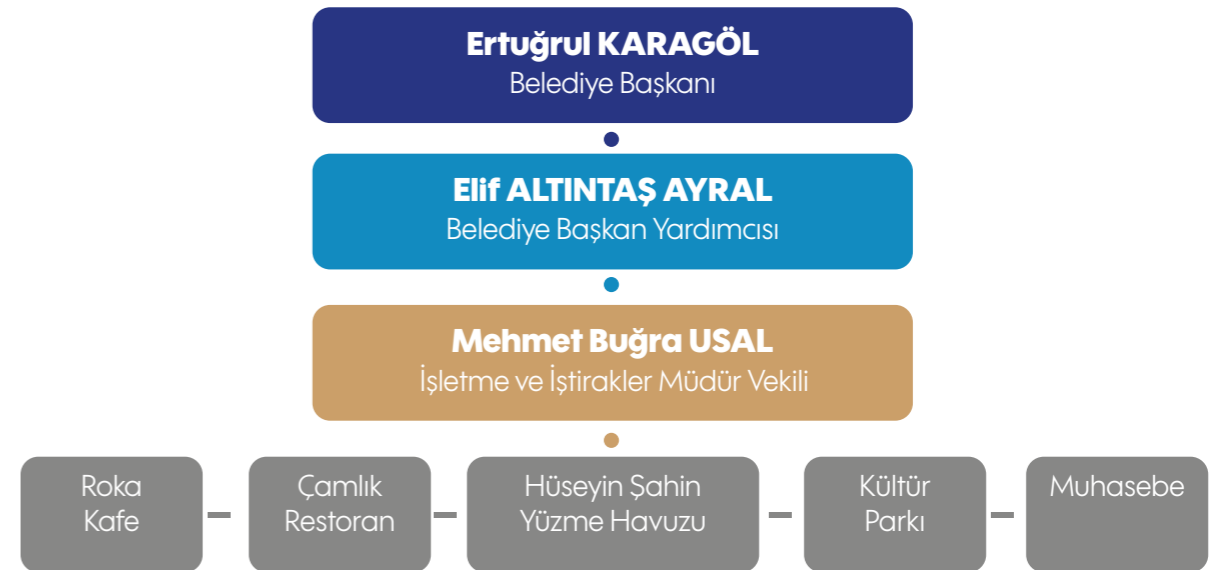 Ertuğrul KARAGÖL
Belediye Başkanı
Elif ALTINTAŞ AYRAL
Belediye Başkan Yardımcısı
Mehmet Buğra USAL
İşletme ve İştirakler Müdür Vekili
Roka
Kafe
Çamlık
Restoran
Hüseyin Şahin
Yüzme Havuzu
Kültür
Parkı
Muhasebe